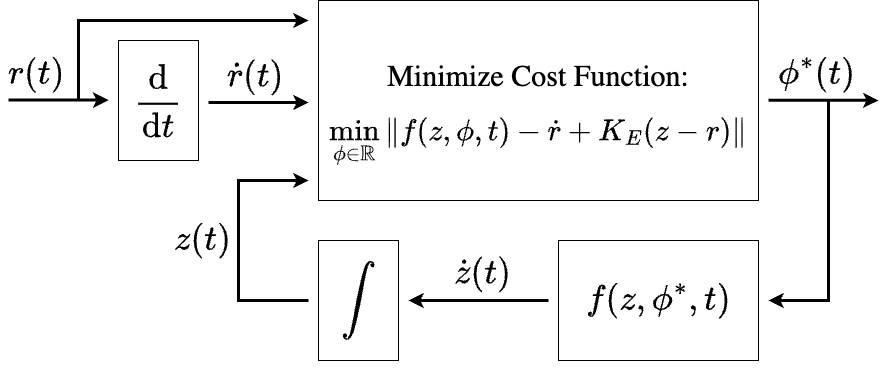 r(t)
d
dt
ṙ(t)
Minimize Cost Function:
min ‖f(z, ϕ, t) − ṙ + K_E(z − r)‖
ϕ∈ℝ
ϕ*(t)
z(t)
∫
ż(t)
f(z, ϕ*, t)